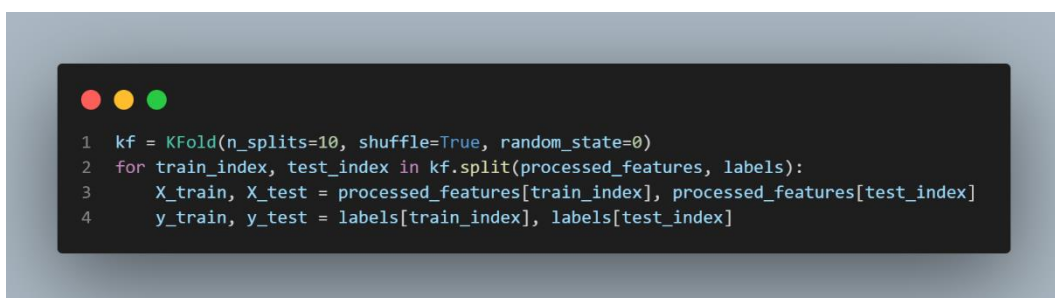 1 kf = KFold(n_splits=10, shuffle=True, random_state=0)
2 for train_index, test_index in kf.split(processed_features, labels):
3     X_train, X_test = processed_features[train_index], processed_features[test_index]
4     y_train, y_test = labels[train_index], labels[test_index]